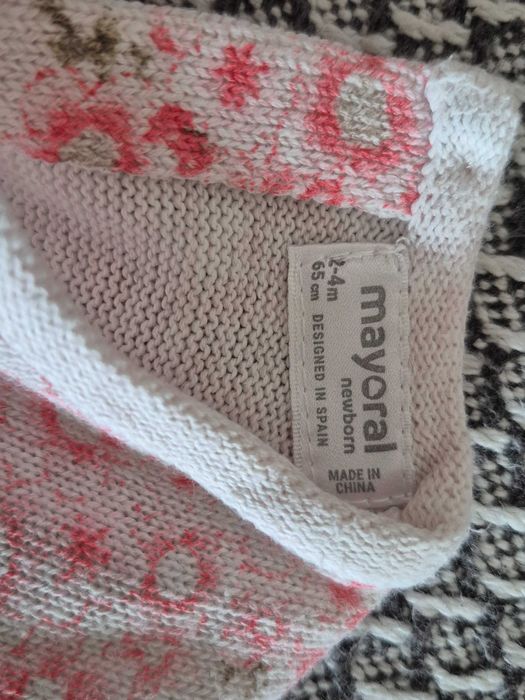 mayoral
newborn
2-4m
65 cm
DESIGNED IN SPAIN
MADE IN
CHINA